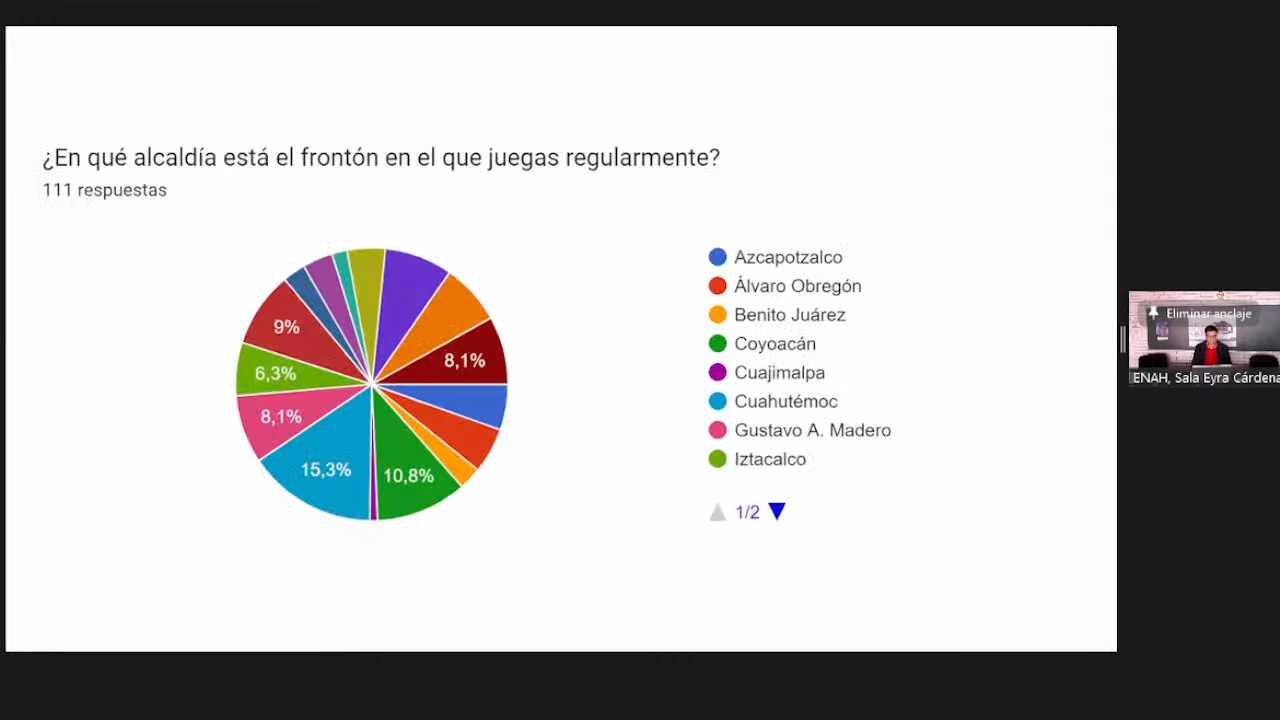 ¿En qué alcaldía está el frontón en el que juegas regularmente?
111 respuestas
9%
8,1%
6,3%
8,1%
15,3%
10,8%
Azcapotzalco
Álvaro Obregón
Benito Juárez
Coyoacán
Cuajimalpa
Cuahutémoc
Gustavo A. Madero
Iztacalco
1/2
Eliminar anclaje
ENAH, Sala Eyra Cárdena